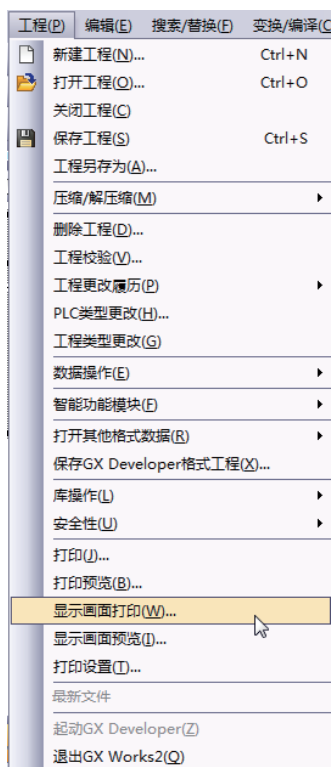 工程(P) 编辑(E) 搜索/替换(F) 变换/编译(C
新建工程(N)... Ctrl+N
打开工程(O)... Ctrl+O
关闭工程(C)
保存工程(S) Ctrl+S
工程另存为(A)...
压缩/解压缩(M)
删除工程(D)...
工程校验(V)...
工程更改履历(P)
PLC类型更改(H)...
工程类型更改(G)
数据操作(E)
智能功能模块(F)
打开其他格式数据(R)
保存GX Developer格式工程(X)...
库操作(L)
安全性(U)
打印(J)...
打印预览(B)...
显示画面打印(W)...
显示画面预览(I)...
打印设置(T)...
最新文件
起动GX Developer(Z)
退出GX Works2(Q)